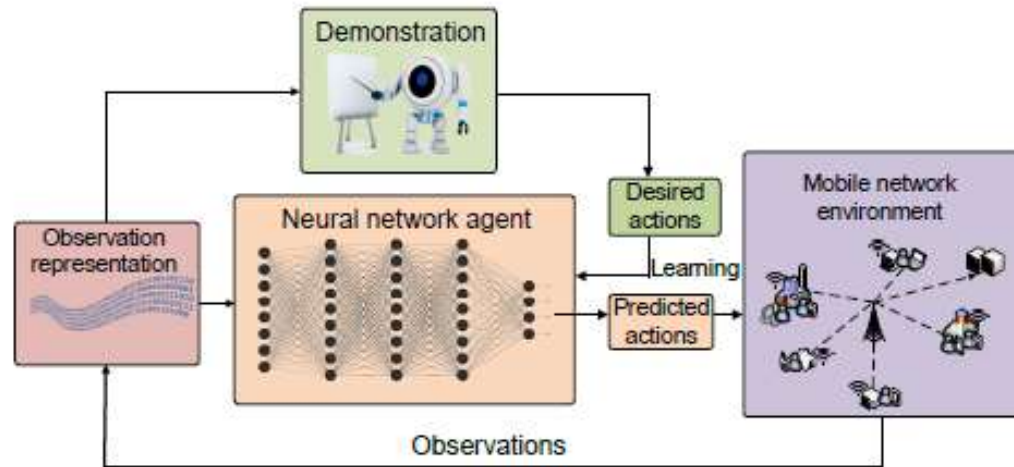 Demonstration
Desired
actions
Mobile network
environment
Neural network agent
Observation
representation
Learning
Predicted
actions
Observations